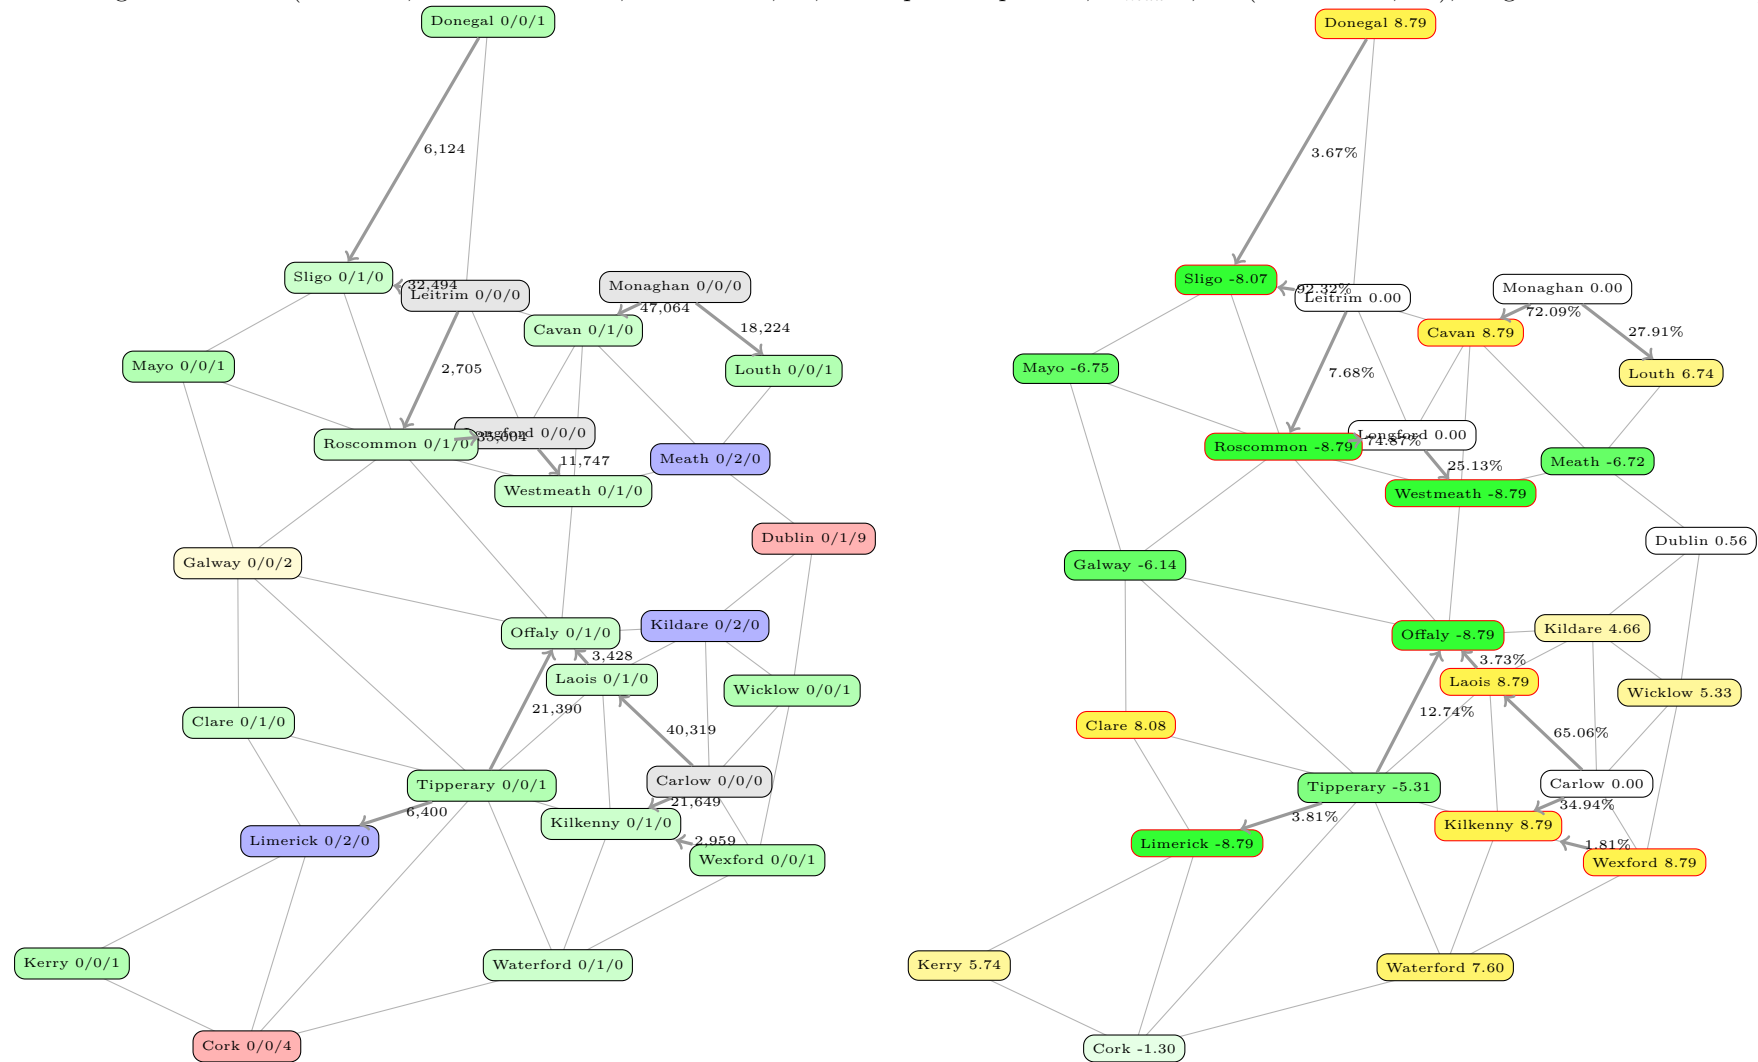 Donegal 0/0/1
6,124
Sligo 0/1/0
32,494
Leitrim 0/0/0
Monaghan 0/0/0
47,064
18,224
Cavan 0/1/0
Mayo 0/0/1
2,705
Louth 0/0/1
Roscommon 0/1/0
35,004
Longford 0/0/0
11,747
Meath 0/2/0
Westmeath 0/1/0
Dublin 0/1/9
Galway 0/0/2
Offaly 0/1/0
Kildare 0/2/0
3,428
Laois 0/1/0
Wicklow 0/0/1
21,390
Clare 0/1/0
40,319
Tipperary 0/0/1
Carlow 0/0/0
21,649
6,400
Kilkenny 0/1/0
Limerick 0/2/0
2,959
Wexford 0/0/1
Kerry 0/0/1
Waterford 0/1/0
Cork 0/0/4
Donegal 8.79
3.67%
Sligo -8.07
92.32%
Leitrim 0.00
Monaghan 0.00
72.09%
27.91%
Cavan 8.79
Mayo -6.75
7.68%
Louth 6.74
Roscommon -8.79
74.87%
Longford 0.00
25.13%
Meath -6.72
Westmeath -8.79
Dublin 0.56
Galway -6.14
Offaly -8.79
Kildare 4.66
3.73%
Laois 8.79
Wicklow 5.33
12.74%
Clare 8.08
65.06%
Tipperary -5.31
Carlow 0.00
34.94%
3.81%
Kilkenny 8.79
Limerick -8.79
1.81%
Wexford 8.79
Kerry 5.74
Waterford 7.60
Cork -1.30